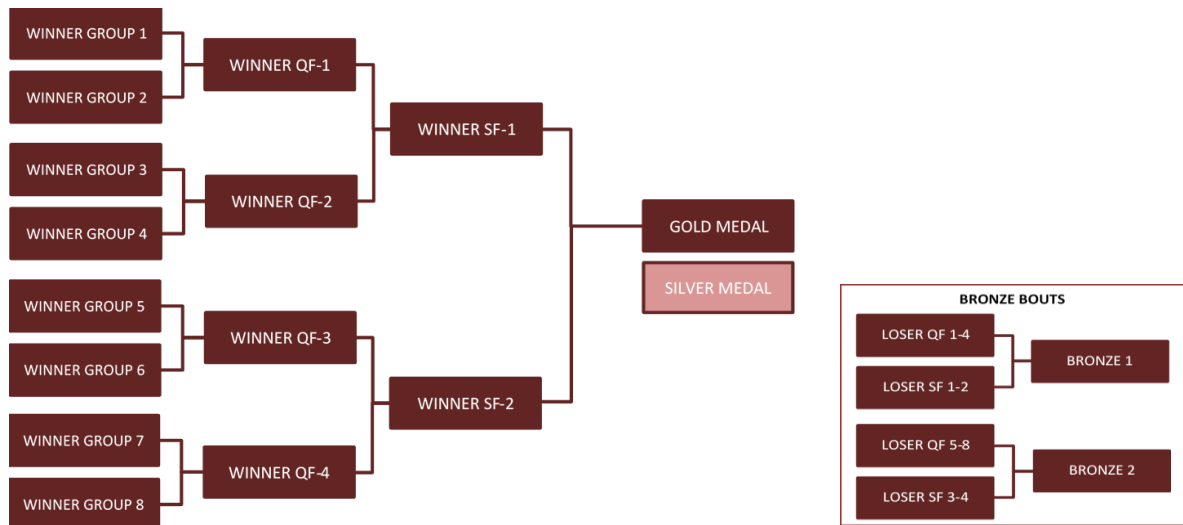 WINNER GROUP 1
WINNER GROUP 2
WINNER QF-1
WINNER SF-1
WINNER GROUP 3
WINNER GROUP 4
WINNER QF-2
GOLD MEDAL
SILVER MEDAL
WINNER GROUP 5
WINNER GROUP 6
WINNER QF-3
WINNER SF-2
WINNER GROUP 7
WINNER GROUP 8
WINNER QF-4
BRONZE BOUTS
LOSER QF 1-4
LOSER SF 1-2
BRONZE 1
LOSER QF 5-8
LOSER SF 3-4
BRONZE 2